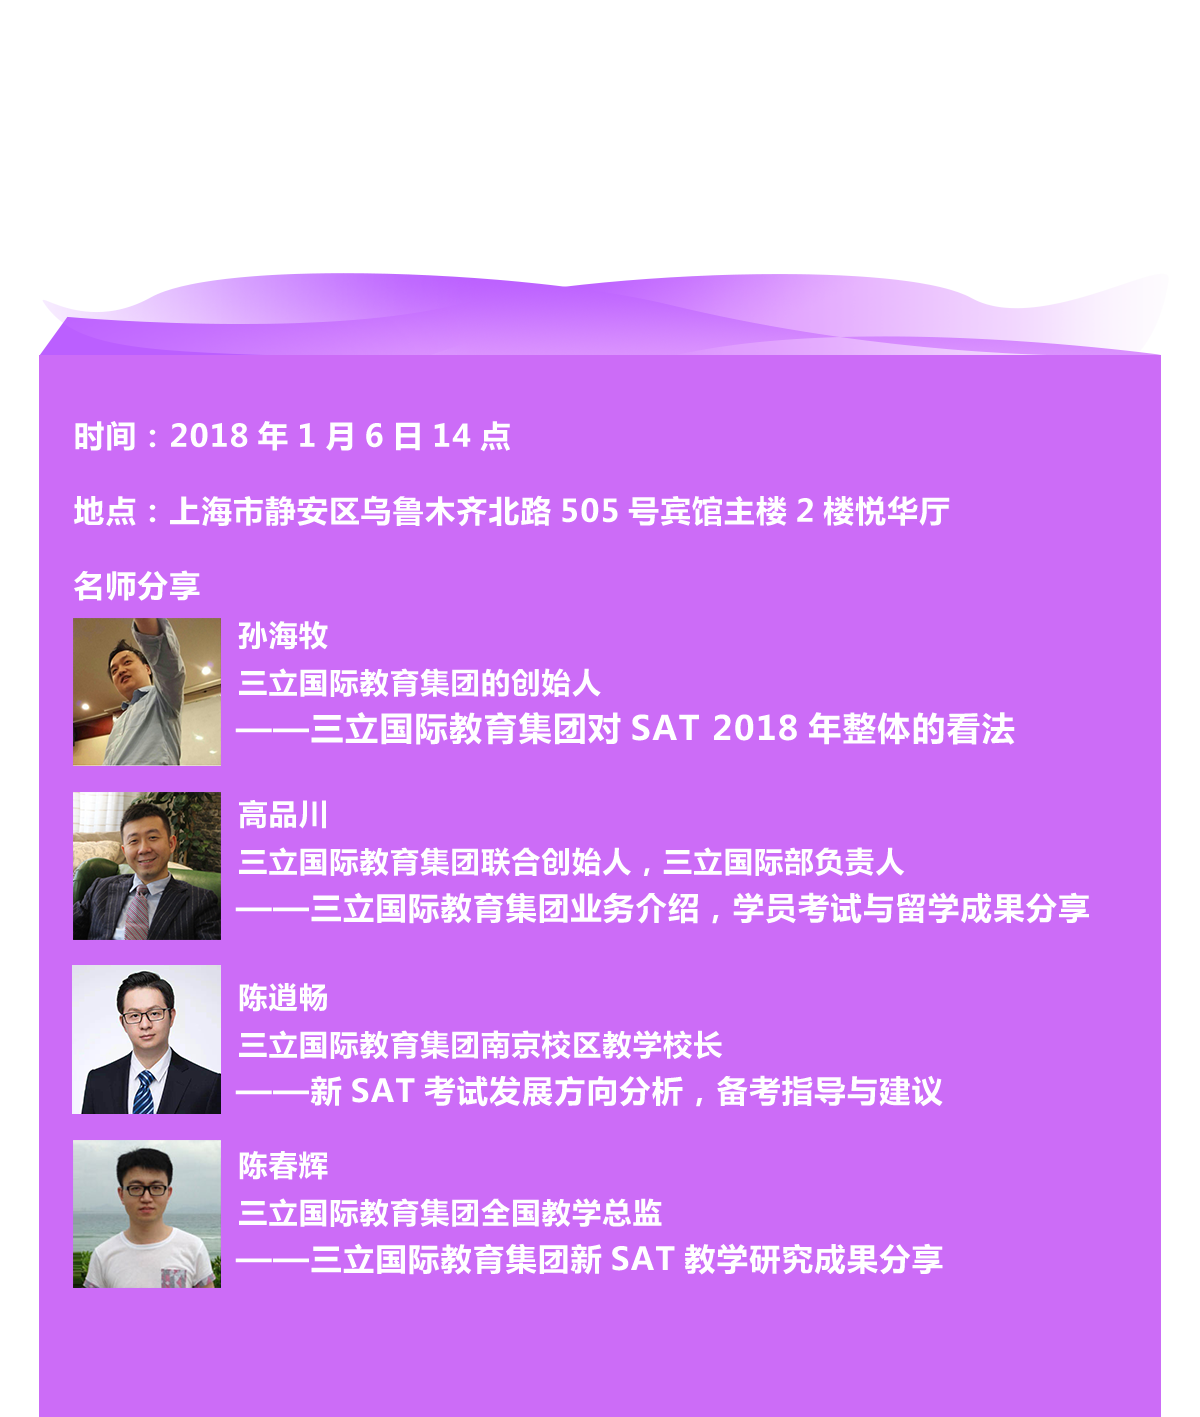 时间：2018 年 1 月 6 日 14 点
地点：上海市静安区乌鲁木齐北路 505 号宾馆主楼 2 楼悦华厅
名师分享
孙海牧
三立国际教育集团的创始人
——三立国际教育集团对 SAT 2018 年整体的看法
高品川
三立国际教育集团联合创始人，三立国际部负责人
——三立国际教育集团业务介绍，学员考试与留学成果分享
陈逍畅
三立国际教育集团南京校区教学校长
——新 SAT 考试发展方向分析，备考指导与建议
陈春辉
三立国际教育集团全国教学总监
——三立国际教育集团新 SAT 教学研究成果分享